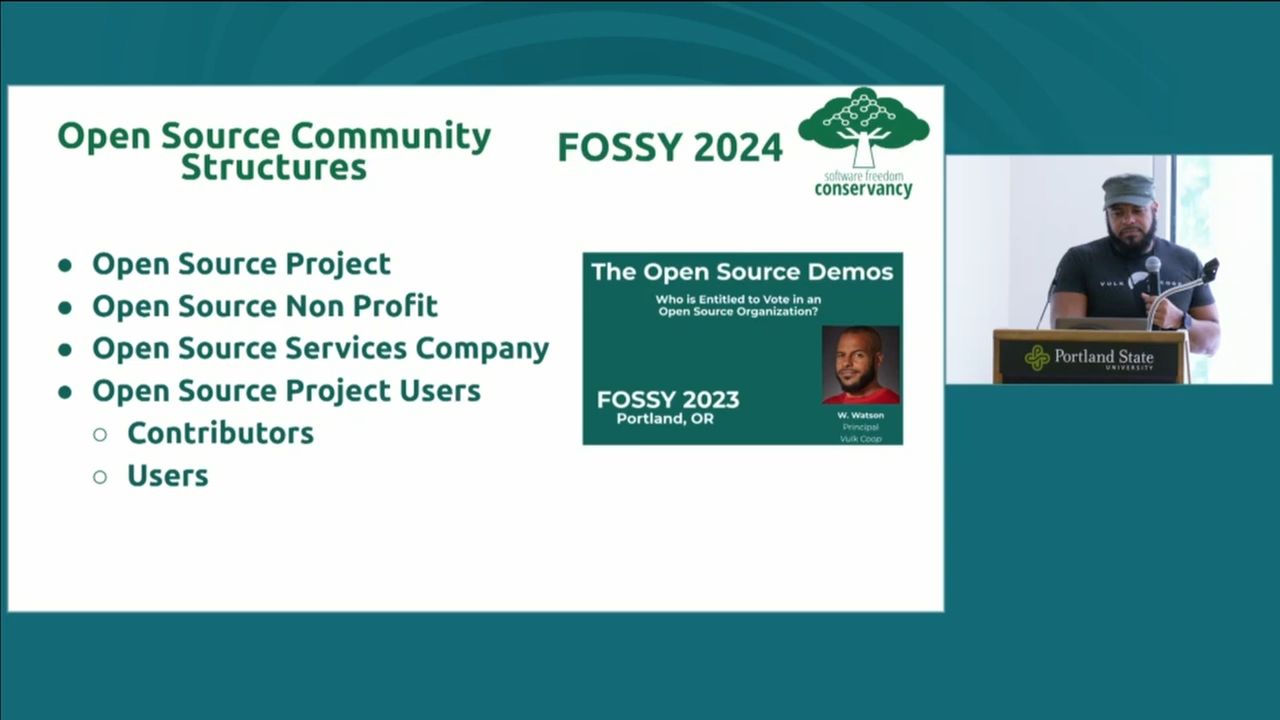 Open Source Community
Structures
FOSSY 2024
software freedom
conservancy
● Open Source Project
● Open Source Non Profit
● Open Source Services Company
● Open Source Project Users
○ Contributors
○ Users
The Open Source Demos
Who is Entitled to Vote in an
Open Source Organization?
FOSSY 2023
Portland, OR
W. Watson
Principal
Vulk Coop
Portland State
UNIVERSITY